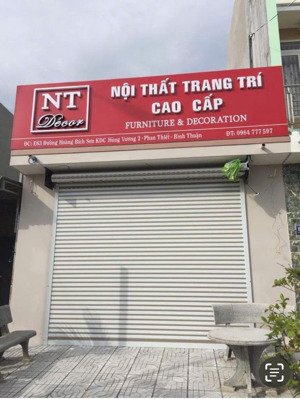 NT
Decor
NỘI THẤT TRANG TRÍ
CAO CẤP
FURNITURE & DECORATION
ĐC: E63 Đường Hoàng Bích Sơn KDC Hùng Vương 2 - Phan Thiết - Bình Thuận
ĐT: 0964 777 597